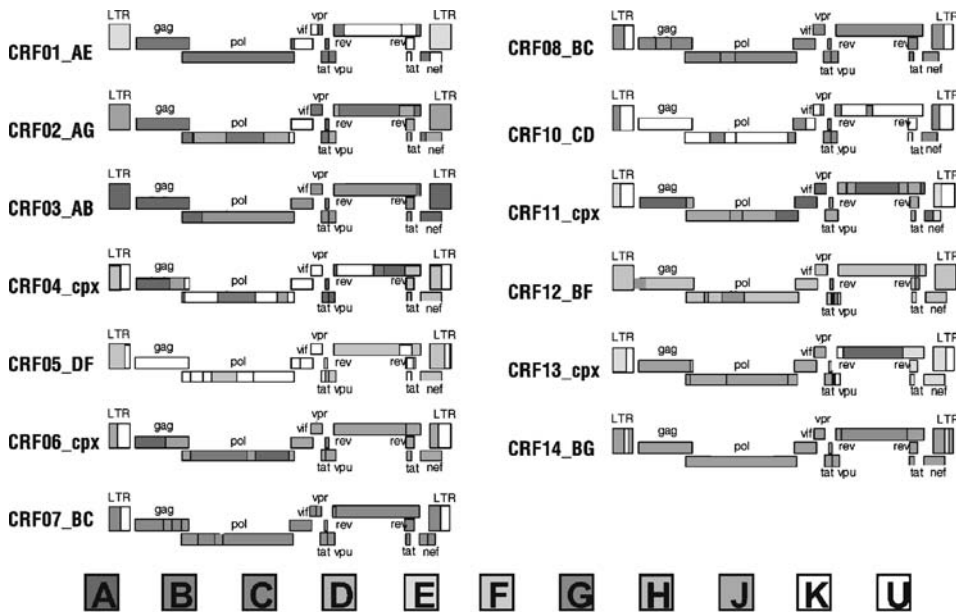 LTR gag pol vif vpr rev rev LTR
CRF01_AE tat vpu tat nef
LTR gag pol vif vpr rev rev LTR
CRF02_AG tat vpu tat nef
LTR gag pol vif vpr rev rev LTR
CRF03_AB tat vpu tat nef
LTR gag pol vif vpr rev rev LTR
CRF04_cpx tat vpu tat nef
LTR gag pol vif vpr rev rev LTR
CRF05_DF tat vpu tat nef
LTR gag pol vif vpr rev rev LTR
CRF06_cpx tat vpu tat nef
LTR gag pol vif vpr rev rev LTR
CRF07_BC tat vpu tat nef
LTR gag pol vif vpr rev rev LTR
CRF08_BC tat vpu tat nef
LTR gag pol vif vpr rev rev LTR
CRF10_CD tat vpu tat nef
LTR gag pol vif vpr rev rev LTR
CRF11_cpx tat vpu tat nef
LTR gag pol vif vpr rev rev LTR
CRF12_BF tat vpu tat nef
LTR gag pol vif vpr rev rev LTR
CRF13_cpx tat vpu tat nef
LTR gag pol vif vpr rev rev LTR
CRF14_BG tat vpu tat nef
A B C D E F G H J K U